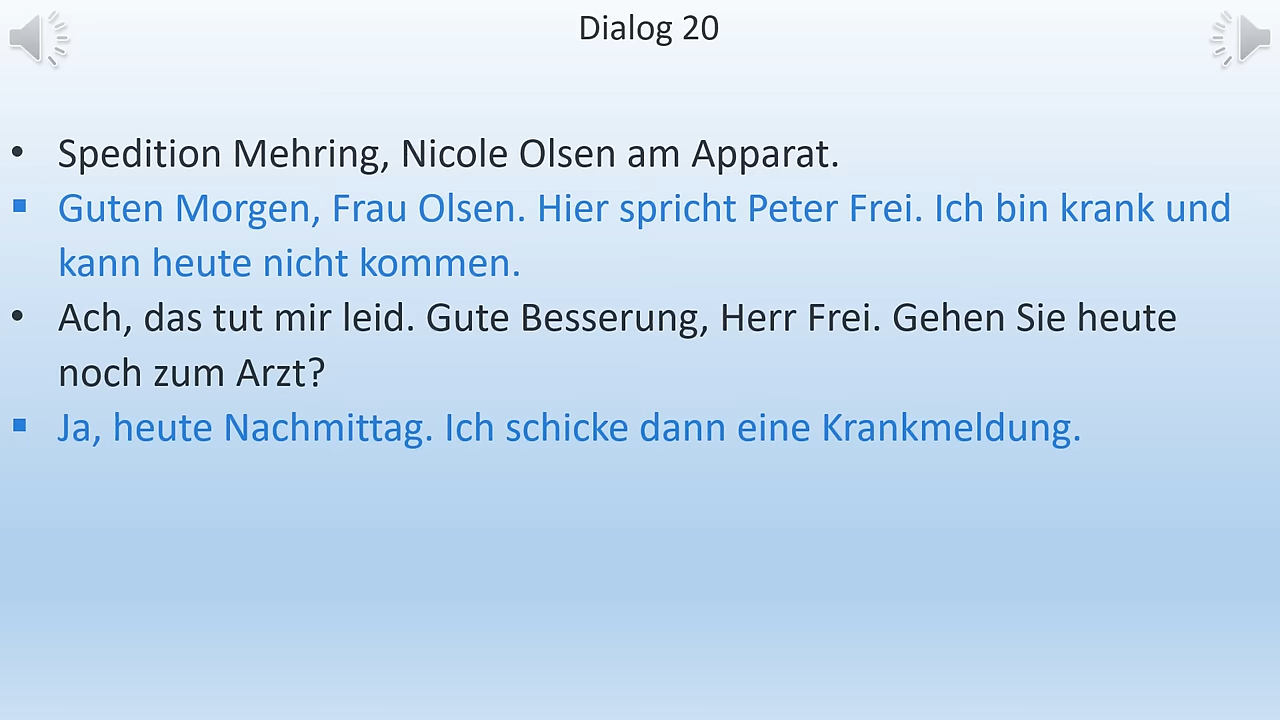 Dialog 20
• Spedition Mehring, Nicole Olsen am Apparat.
▪ Guten Morgen, Frau Olsen. Hier spricht Peter Frei. Ich bin krank und
kann heute nicht kommen.
• Ach, das tut mir leid. Gute Besserung, Herr Frei. Gehen Sie heute
noch zum Arzt?
▪ Ja, heute Nachmittag. Ich schicke dann eine Krankmeldung.